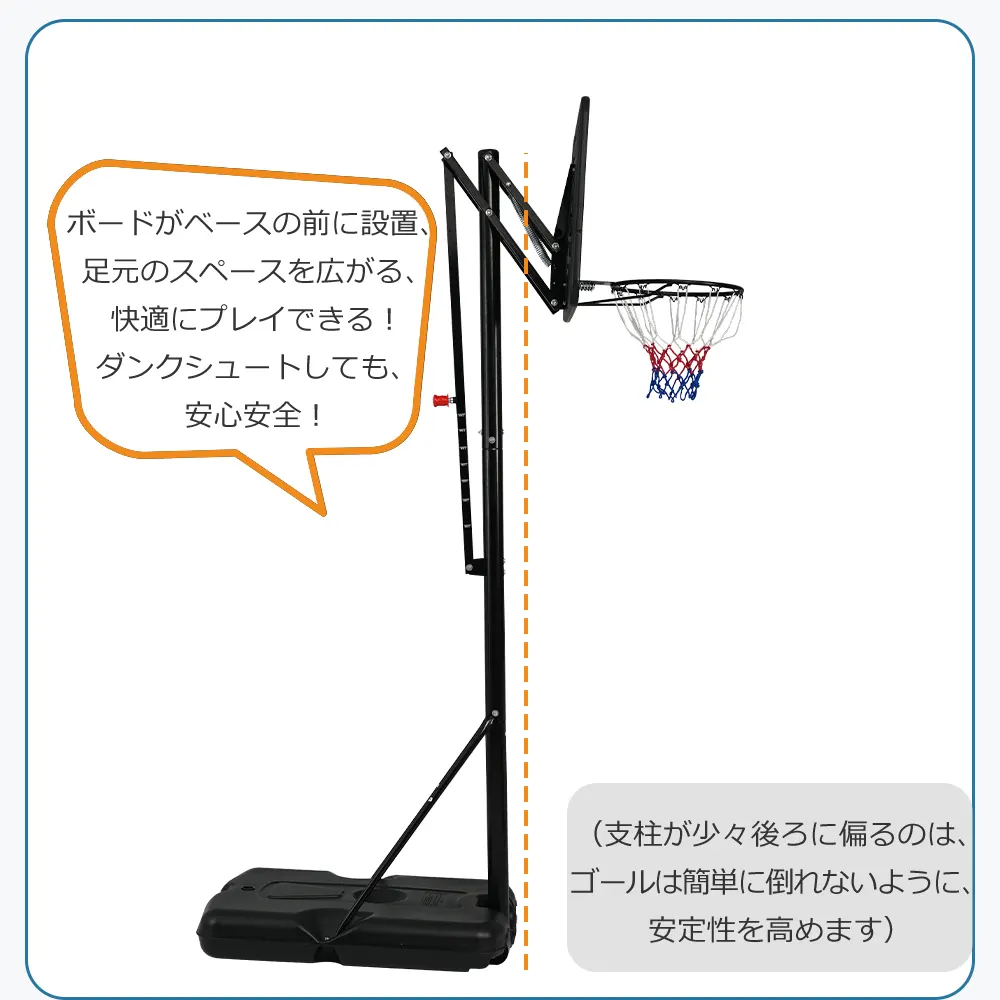 ボードがベースの前に設置、
足元のスペースを広がる、
快適にプレイできる！
ダンクシュートしても、
安心安全！
（支柱が少々後ろに偏るのは、
ゴールは簡単に倒れないように、
安定性を高めます）